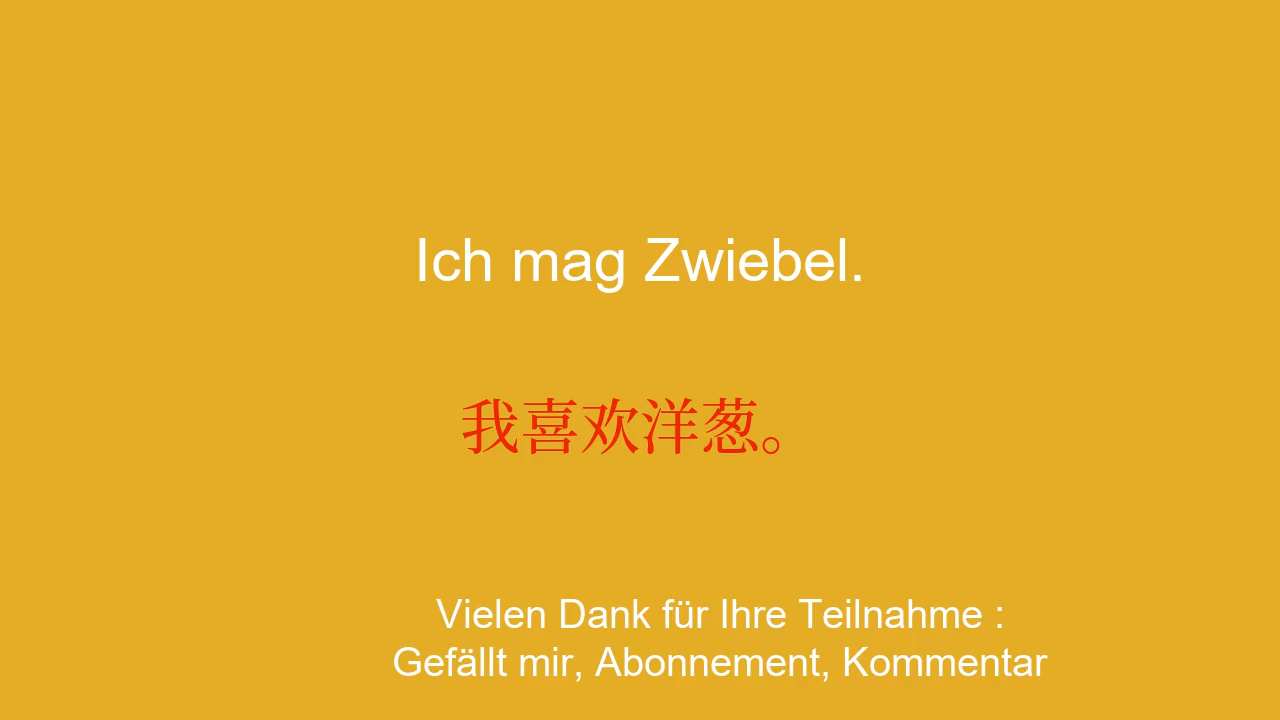 Ich mag Zwiebel.
我喜欢洋葱。
Vielen Dank für Ihre Teilnahme :
Gefällt mir, Abonnement, Kommentar